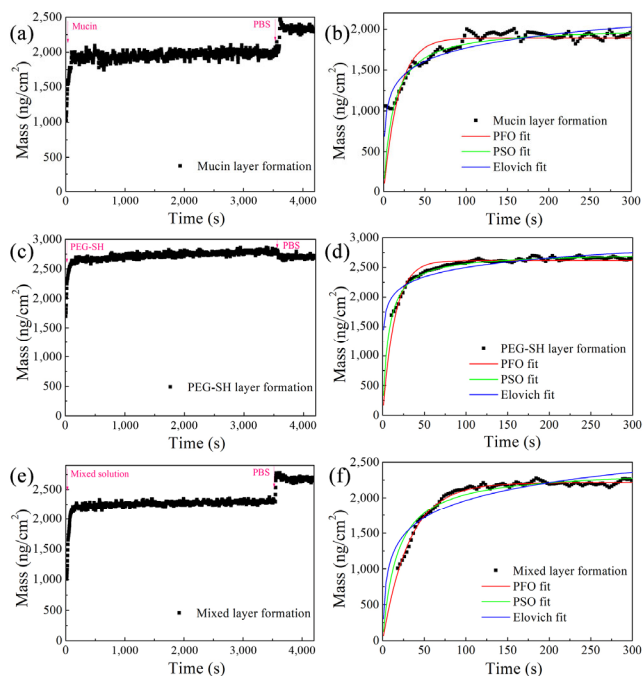 (a)
Mucin
PBS
2,500
2,000
1,500
1,000
500
0
Mass (ng/cm²)
Mucin layer formation
0
1,000
2,000
3,000
4,000
Time (s)
(b)
2,000
1,500
1,000
500
0
Mass (ng/cm²)
Mucin layer formation
PFO fit
PSO fit
Elovich fit
0
50
100
150
200
250
300
Time (s)
(c)
PEG-SH
PBS
3,000
2,500
2,000
1,500
1,000
500
0
Mass (ng/cm²)
PEG-SH layer formation
0
1,000
2,000
3,000
4,000
Time (s)
(d)
3,000
2,500
2,000
1,500
1,000
500
0
Mass (ng/cm²)
PEG-SH layer formation
PFO fit
PSO fit
Elovich fit
0
50
100
150
200
250
300
Time (s)
(e)
Mixed solution
PBS
2,500
2,000
1,500
1,000
500
0
Mass (ng/cm²)
Mixed layer formation
0
1,000
2,000
3,000
4,000
Time (s)
(f)
2,500
2,000
1,500
1,000
500
0
Mass (ng/cm²)
Mixed layer formation
PFO fit
PSO fit
Elovich fit
0
50
100
150
200
250
300
Time (s)